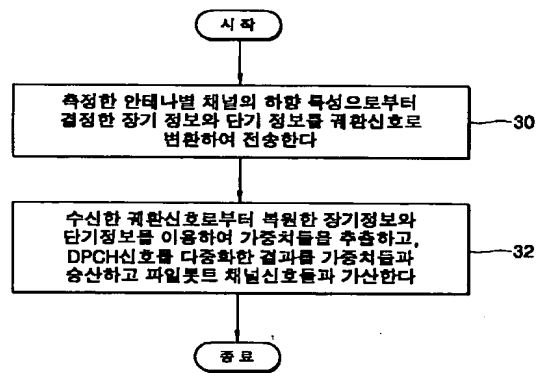 시작
측정한 안테나별 채널의 하향 특성으로부터
결정한 장기 정보와 단기 정보를 궤환신호로
변환하여 전송한다
30
수신한 궤환신호로부터 복원한 장기정보와
단기정보를 이용하여 가중치들을 추출하고,
DPCH신호를 다중화한 결과를 가중치들과
승산하고 파일롯트 채널신호들과 가산한다
32
종료